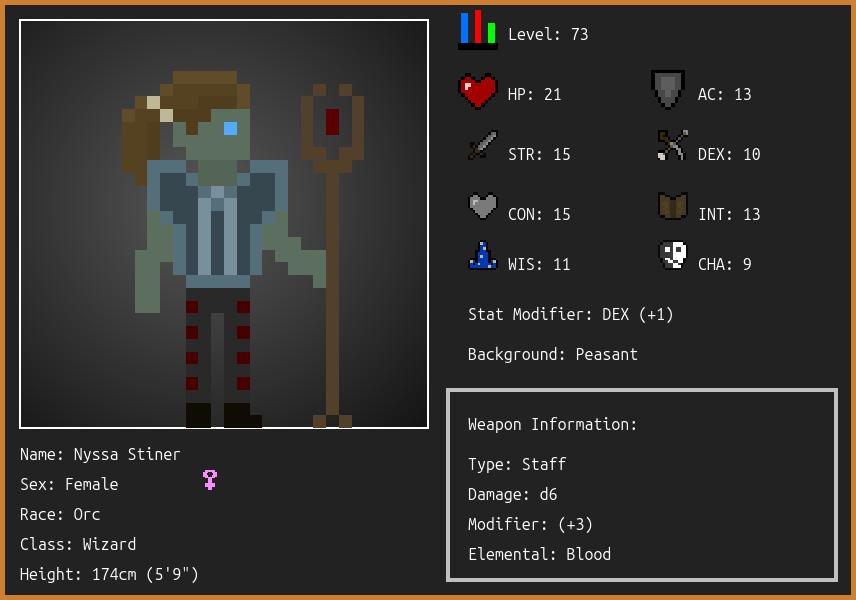 Level: 73
HP: 21
AC: 13
STR: 15
DEX: 10
CON: 15
INT: 13
WIS: 11
CHA: 9
Stat Modifier: DEX (+1)
Background: Peasant
Weapon Information:
Type: Staff
Damage: d6
Modifier: (+3)
Elemental: Blood
Name: Nyssa Stiner
Sex: Female
Race: Orc
Class: Wizard
Height: 174cm (5'9")